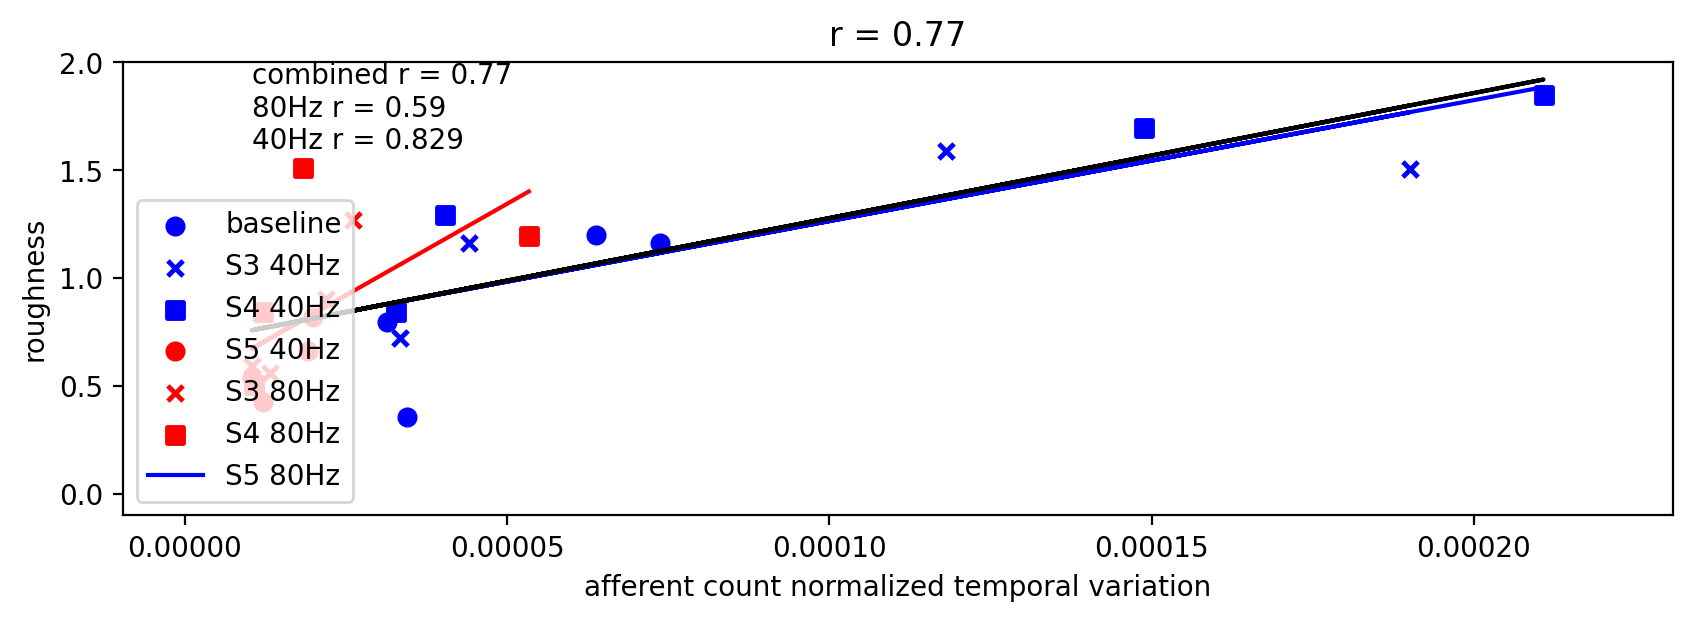 r = 0.77
combined r = 0.77
80Hz r = 0.59
40Hz r = 0.829
2.0
1.5
1.0
0.5
0.0
roughness
baseline
S3 40Hz
S4 40Hz
S5 40Hz
S3 80Hz
S4 80Hz
S5 80Hz
0.00000
0.00005
0.00010
0.00015
0.00020
afferent count normalized temporal variation